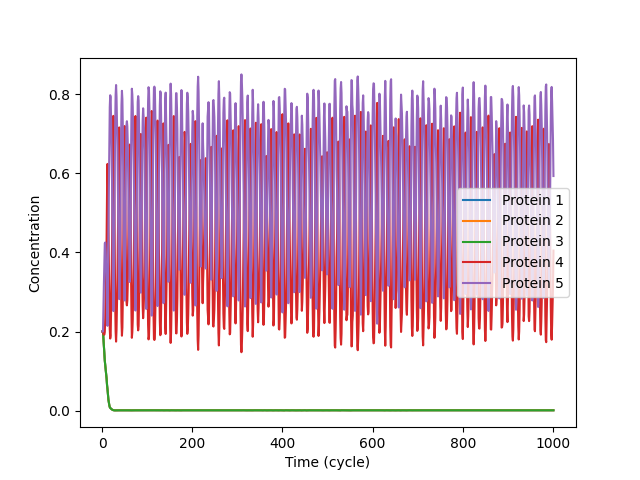 0.8
0.6
0.4
0.2
0.0
Concentration
0
200
400
600
800
1000
Time (cycle)
Protein 1
Protein 2
Protein 3
Protein 4
Protein 5